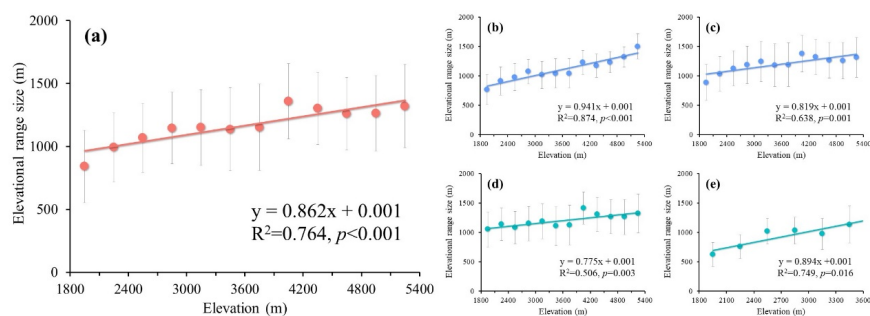 (a)
Elevational range size (m)
2000
1500
1000
500
0
y = 0.862x + 0.001
R²=0.764, p<0.001
1800 2400 3000 3600 4200 4800 5400
Elevation (m)
(b)
Elevational range size (m)
2000
1500
1000
500
0
y = 0.941x + 0.001
R²=0.874, p<0.001
1800 2400 3000 3600 4200 4800 5400
Elevation (m)
(c)
Elevational range size (m)
2000
1500
1000
500
0
y = 0.819x + 0.001
R²=0.638, p=0.001
1800 2400 3000 3600 4200 4800 5400
Elevation (m)
(d)
Elevational range size (m)
2000
1500
1000
500
0
y = 0.775x + 0.001
R²=0.506, p=0.003
1800 2400 3000 3600 4200 4800 5400
Elevation (m)
(e)
Elevational range size (m)
2000
1500
1000
500
0
y = 0.894x +0.001
R²=0.749, p=0.016
1800 2100 2400 2700 3000 3300 3600
Elevation (m)